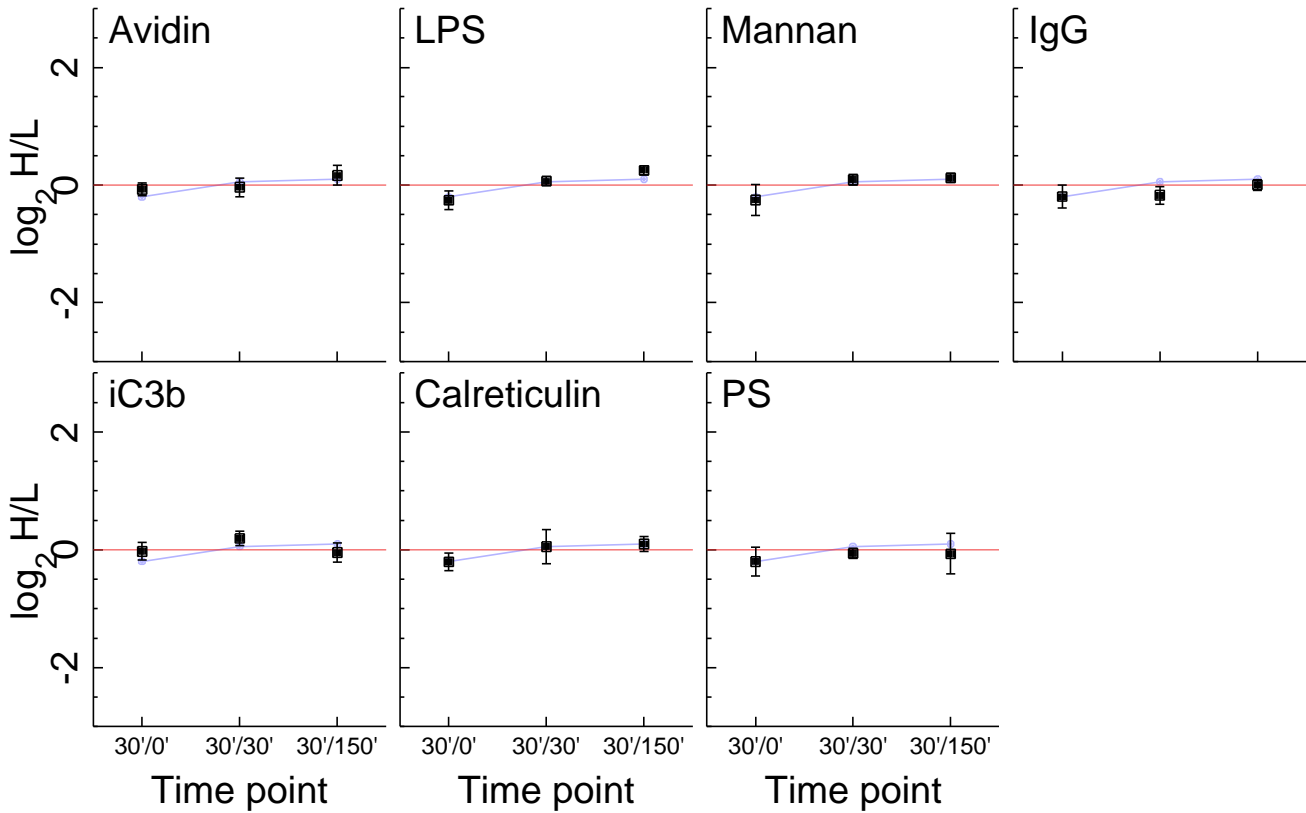 Avidin
LPS
Mannan
IgG
log2 H/L
2
0
-2
iC3b
Calreticulin
PS
log2 H/L
2
0
-2
30'/0' 30'/30' 30'/150'
30'/0' 30'/30' 30'/150'
30'/0' 30'/30' 30'/150'
Time point
Time point
Time point